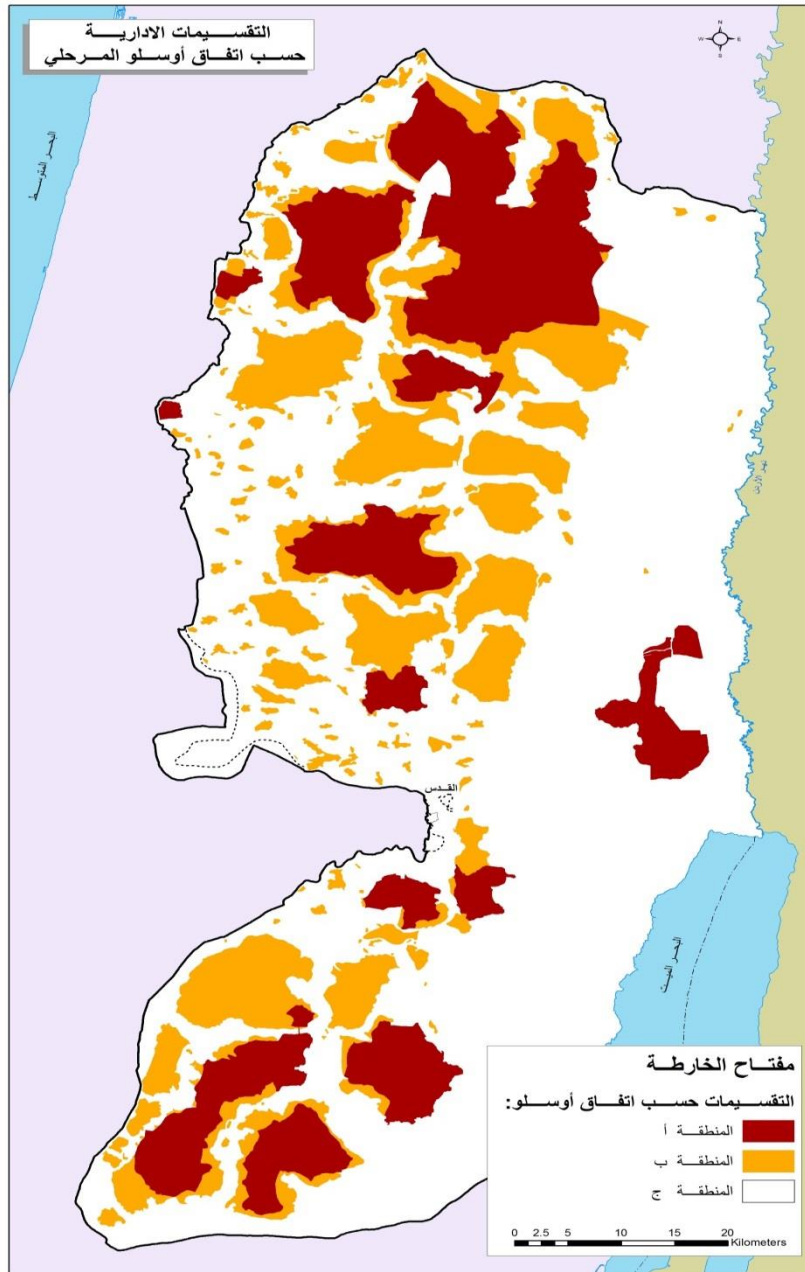 التقسيمات الادارية
حسب اتفاق أوسلو المرحلي
N
W
E
S
البحر المتوسط
نهر الأردن
القدس
البحر الميت
مفتاح الخارطة
التقسيمات حسب اتفاق أوسلو:
المنطقة أ
المنطقة ب
المنطقة ج
0 2.5 5 10 15 20
Kilometers